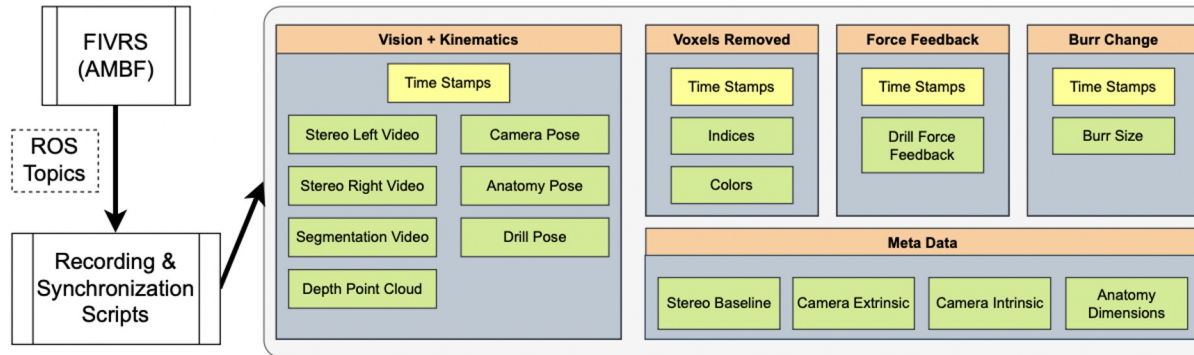 FIVRS
(AMBF)
ROS
Topics
Recording &
Synchronization
Scripts
Vision + Kinematics
Time Stamps
Stereo Left Video
Camera Pose
Stereo Right Video
Anatomy Pose
Segmentation Video
Drill Pose
Depth Point Cloud
Voxels Removed
Time Stamps
Indices
Colors
Force Feedback
Time Stamps
Drill Force
Feedback
Burr Change
Time Stamps
Burr Size
Meta Data
Stereo Baseline
Camera Extrinsic
Camera Intrinsic
Anatomy
Dimensions